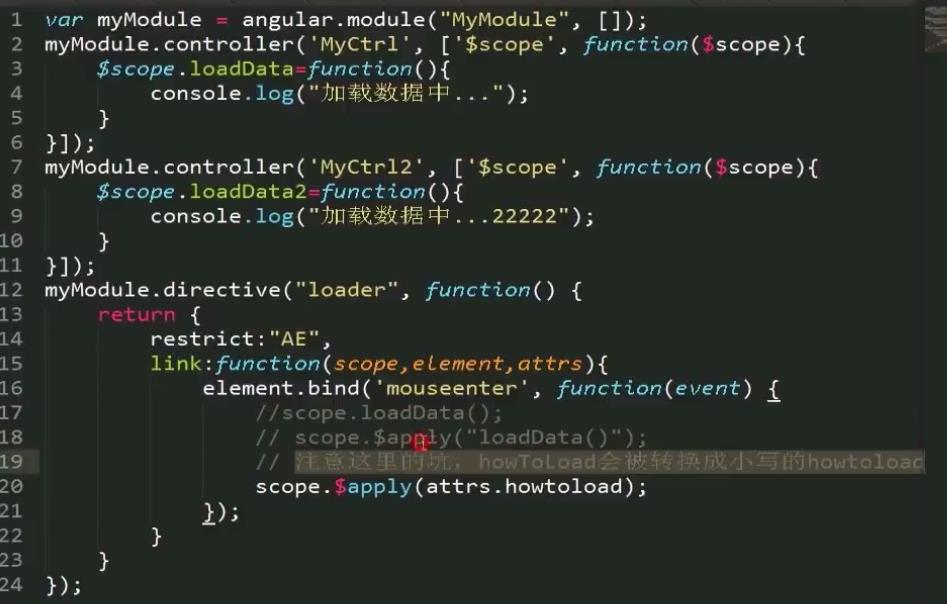 1 var myModule = angular.module("MyModule", []);
2 myModule.controller('MyCtrl', ['$scope', function($scope){
3 $scope.loadData=function(){
4 console.log("加载数据中...");
5 }
6 }]);
7 myModule.controller('MyCtrl2', ['$scope', function($scope){
8 $scope.loadData2=function(){
9 console.log("加载数据中...22222");
10 }
11 }]);
12 myModule.directive("loader", function() {
13 return {
14 restrict:"AE",
15 link:function(scope,element,attrs){
16 element.bind('mouseenter', function(event) {
17 //scope.loadData();
18 // scope.$apply("loadData()");
19 // 注意这里的坑，howToLoad会被转换成小写的howtoload
20 scope.$apply(attrs.howtoload);
21 });
22 }
23 }
24 });